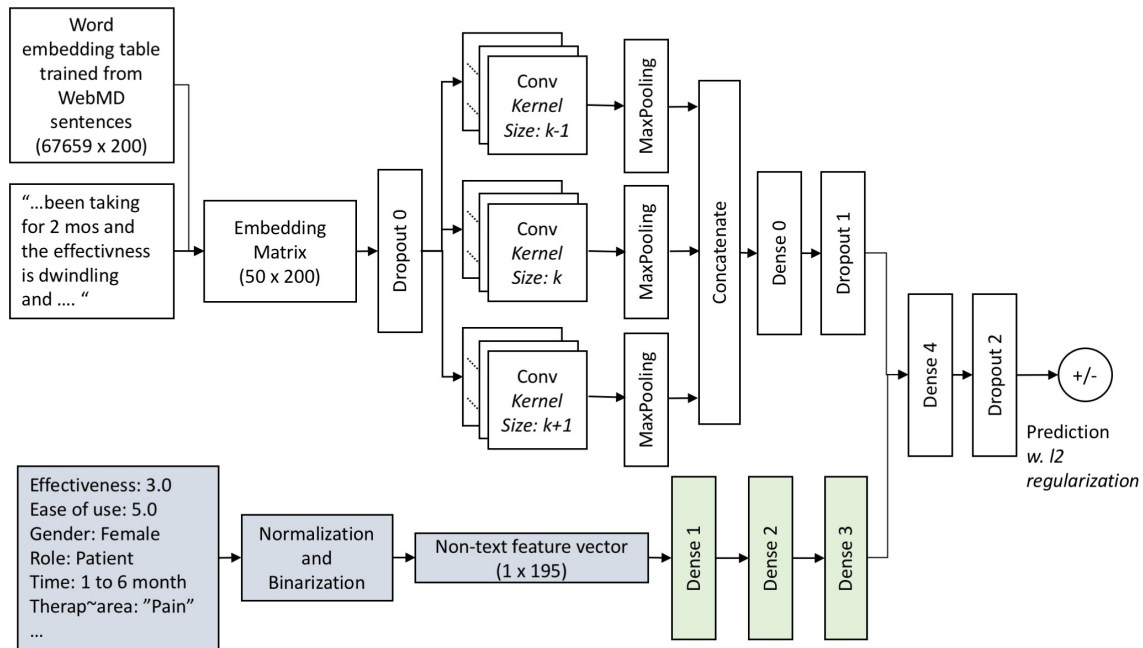 Word
embedding table
trained from
WebMD
sentences
(67659 x 200)
“...been taking
for 2 mos and
the effectivness
is dwindling
and .... “
Embedding
Matrix
(50 x 200)
Dropout 0
Conv
Kernel
Size: k-1
MaxPooling
Conv
Kernel
Size: k
MaxPooling
Conv
Kernel
Size: k+1
MaxPooling
Concatenate
Dense 0
Dropout 1
Dense 4
Dropout 2
+/-
Prediction
w. l2
regularization
Effectiveness: 3.0
Ease of use: 5.0
Gender: Female
Role: Patient
Time: 1 to 6 month
Therap~area: ”Pain”
...
Normalization
and
Binarization
Non-text feature vector
(1 x 195)
Dense 1
Dense 2
Dense 3